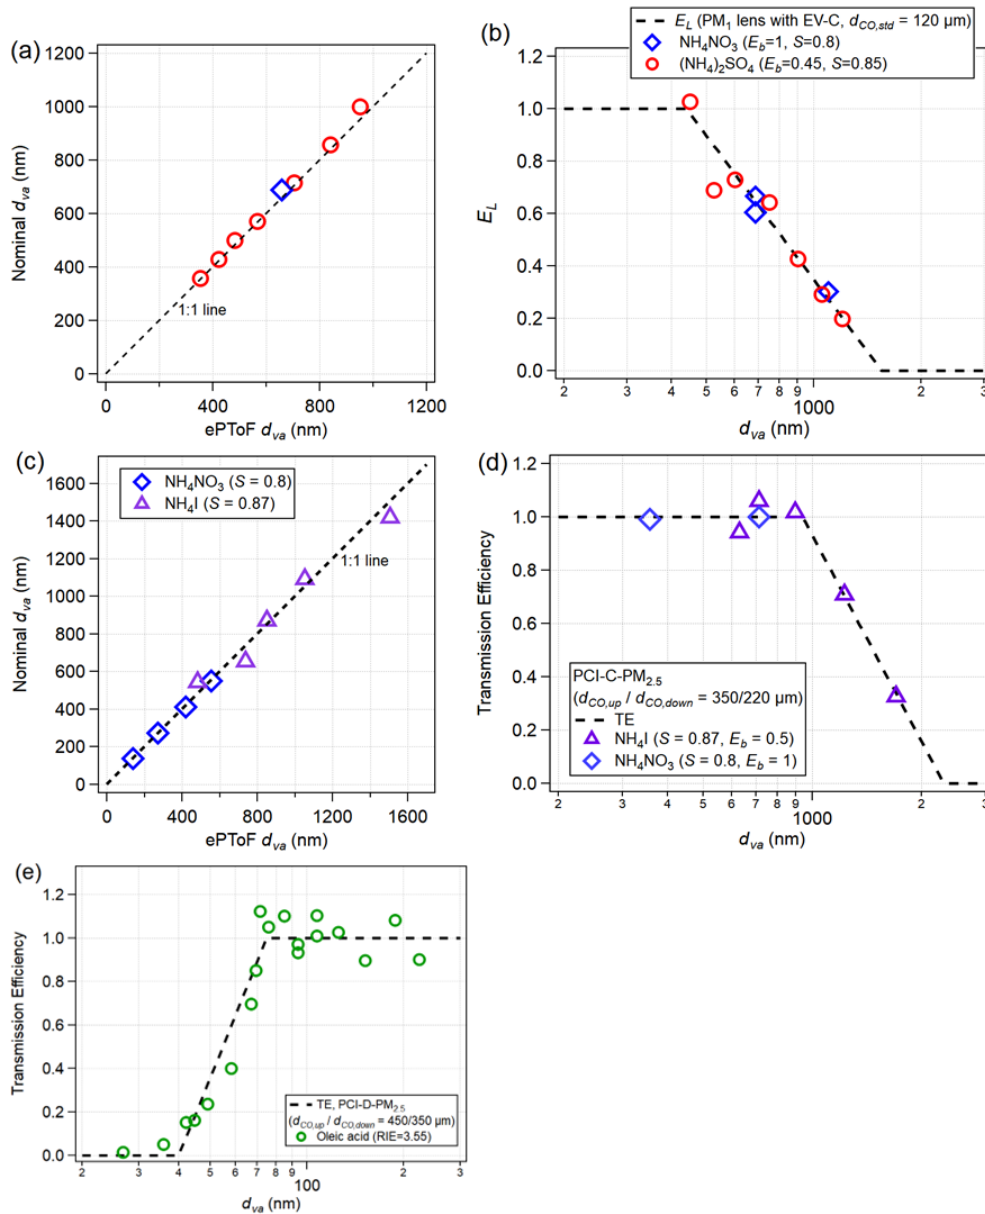 (a)
1200
1000
800
600
400
200
0
Nominal dva (nm)
1:1 line
0
400
800
1200
ePToF dva (nm)
(b)
EL (PM1 lens with EV-C, dCO,std = 120 µm)
NH4NO3 (Eb=1, S=0.8)
(NH4)2SO4 (Eb=0.45, S=0.85)
1.2
1.0
0.8
0.6
0.4
0.2
0.0
EL
2 3 4 5 6 7 8 9 1000 2 3
dva (nm)
(c)
NH4NO3 (S = 0.8)
NH4I (S = 0.87)
1600
1400
1200
1000
800
600
400
200
0
Nominal dva (nm)
1:1 line
0 400 800 1200 1600
ePToF dva (nm)
(d)
1.2
1.0
0.8
0.6
0.4
0.2
0.0
Transmission Efficiency
PCI-C-PM2.5
(dCO,up / dCO,down = 350/220 µm)
TE
NH4I (S = 0.87, Eb = 0.5)
NH4NO3 (S = 0.8, Eb = 1)
2 3 4 5 6 7 8 9 1000 2 3
dva (nm)
(e)
1.2
1.0
0.8
0.6
0.4
0.2
0.0
Transmission Efficiency
TE, PCI-D-PM2.5
(dCO,up / dCO,down = 450/350 µm)
Oleic acid (RIE=3.55)
2 3 4 5 6 7 8 9 100 2 3
dva (nm)